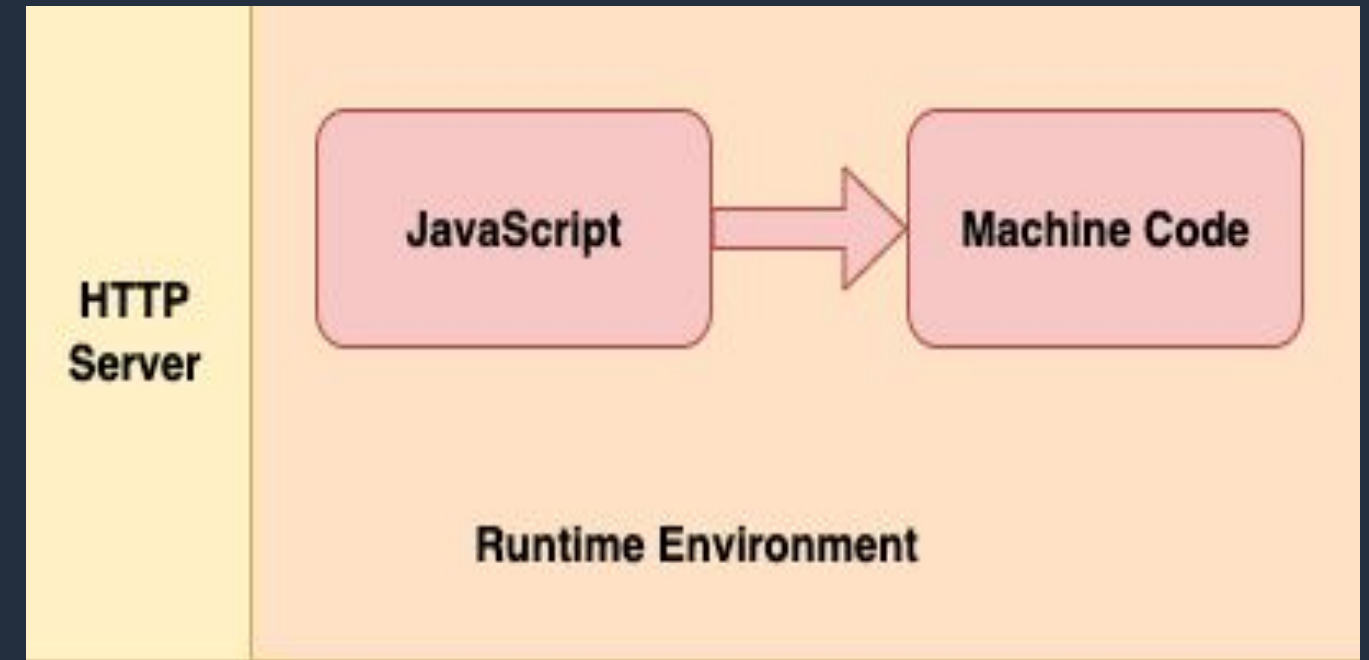 HTTP
Server
JavaScript
Machine Code
Runtime Environment